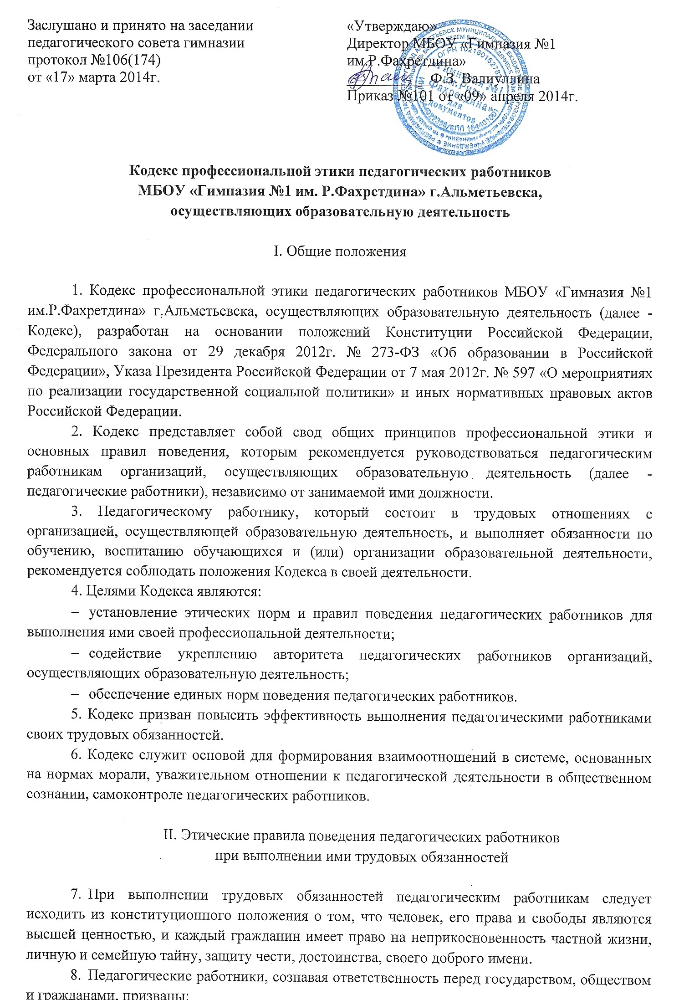 Заслушано и принято на заседании
педагогического совета гимназии
протокол №106(174)
от «17» марта 2014г.
«Утверждаю»
Директор МБОУ «Гимназия №1
им.Р.Фахретдина»
Ф.З. Валиуллина
Приказ №101 от «09» апреля 2014г.
ОГРН 1021601627827
«Гимназия №1
им.Ризы
Фахретдина»
для
документов
Кодекс профессиональной этики педагогических работников
МБОУ «Гимназия №1 им. Р.Фахретдина» г.Альметьевска,
осуществляющих образовательную деятельность
I. Общие положения
1. Кодекс профессиональной этики педагогических работников МБОУ «Гимназия №1
им.Р.Фахретдина» г.Альметьевска, осуществляющих образовательную деятельность (далее -
Кодекс), разработан на основании положений Конституции Российской Федерации,
Федерального закона от 29 декабря 2012г. № 273-ФЗ «Об образовании в Российской
Федерации», Указа Президента Российской Федерации от 7 мая 2012г. № 597 «О мероприятиях
по реализации государственной социальной политики» и иных нормативных правовых актов
Российской Федерации.
2. Кодекс представляет собой свод общих принципов профессиональной этики и
основных правил поведения, которым рекомендуется руководствоваться педагогическим
работникам организаций, осуществляющих образовательную деятельность (далее -
педагогические работники), независимо от занимаемой ими должности.
3. Педагогическому работнику, который состоит в трудовых отношениях с
организацией, осуществляющей образовательную деятельность, и выполняет обязанности по
обучению, воспитанию обучающихся и (или) организации образовательной деятельности,
рекомендуется соблюдать положения Кодекса в своей деятельности.
4. Целями Кодекса являются:
– установление этических норм и правил поведения педагогических работников для
выполнения ими своей профессиональной деятельности;
– содействие укреплению авторитета педагогических работников организаций,
осуществляющих образовательную деятельность;
– обеспечение единых норм поведения педагогических работников.
5. Кодекс призван повысить эффективность выполнения педагогическими работниками
своих трудовых обязанностей.
6. Кодекс служит основой для формирования взаимоотношений в системе, основанных
на нормах морали, уважительном отношении к педагогической деятельности в общественном
сознании, самоконтроле педагогических работников.
II. Этические правила поведения педагогических работников
при выполнении ими трудовых обязанностей
7. При выполнении трудовых обязанностей педагогическим работникам следует
исходить из конституционного положения о том, что человек, его права и свободы являются
высшей ценностью, и каждый гражданин имеет право на неприкосновенность частной жизни,
личную и семейную тайну, защиту чести, достоинства, своего доброго имени.
8. Педагогические работники, сознавая ответственность перед государством, обществом
и гражданами, призваны: